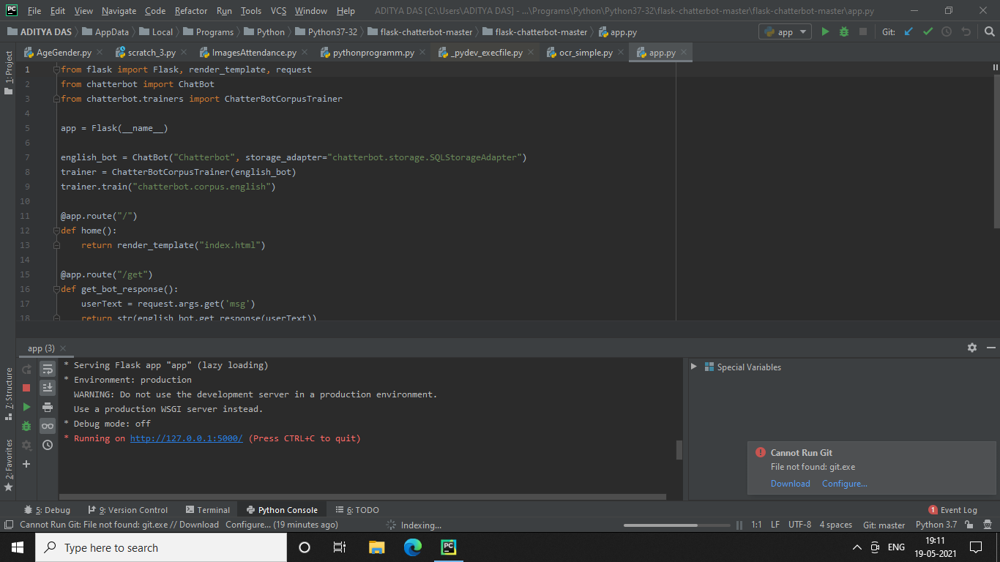 PC File Edit View Navigate Code Refactor Run Tools VCS Window Help ADITYA DAS [C:\Users\ADITYA DAS] - ...\Programs\Python\Python37-32\flask-chatterbot-master\flask-chatterbot-master\app.py
ADITYA DAS AppData Local Programs Python Python37-32 flask-chatterbot-master flask-chatterbot-master app.py app Git:
AgeGender.py scratch_3.py ImagesAttendance.py pythonprogramm.py _pydev_execfile.py ocr_simple.py app.py
1: Project
1 from flask import Flask, render_template, request
2 from chatterbot import ChatBot
3 from chatterbot.trainers import ChatterBotCorpusTrainer
4
5 app = Flask(__name__)
6
7 english_bot = ChatBot("Chatterbot", storage_adapter="chatterbot.storage.SQLStorageAdapter")
8 trainer = ChatterBotCorpusTrainer(english_bot)
9 trainer.train("chatterbot.corpus.english")
10
11 @app.route("/")
12 def home():
13     return render_template("index.html")
14
15 @app.route("/get")
16 def get_bot_response():
17     userText = request.args.get('msg')
18     return str(english_bot.get_response(userText))
app (3)
* Serving Flask app "app" (lazy loading)
* Environment: production
WARNING: Do not use the development server in a production environment.
Use a production WSGI server instead.
* Debug mode: off
* Running on http://127.0.0.1:5000/ (Press CTRL+C to quit)
Special Variables
Cannot Run Git
File not found: git.exe
Download Configure...
7: Structure
2: Favorites
5: Debug 9: Version Control Terminal Python Console 6: TODO 1 Event Log
Cannot Run Git: File not found: git.exe // Download Configure... (19 minutes ago) Indexing... 1:1 LF UTF-8 4 spaces Git: master Python 3.7
Type here to search PC ENG 19:11
19-05-2021